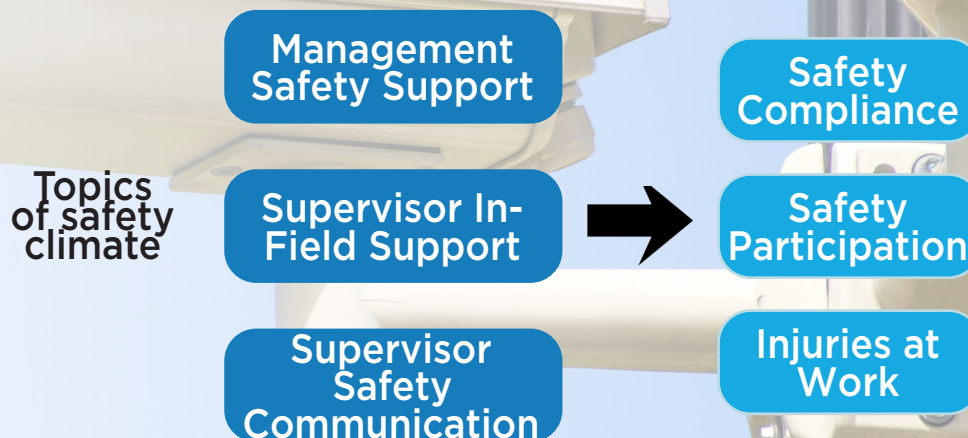 Management
Safety Support
Safety
Compliance
Topics
of safety
climate
Supervisor In-
Field Support
Safety
Participation
Supervisor
Safety
Communication
Injuries at
Work